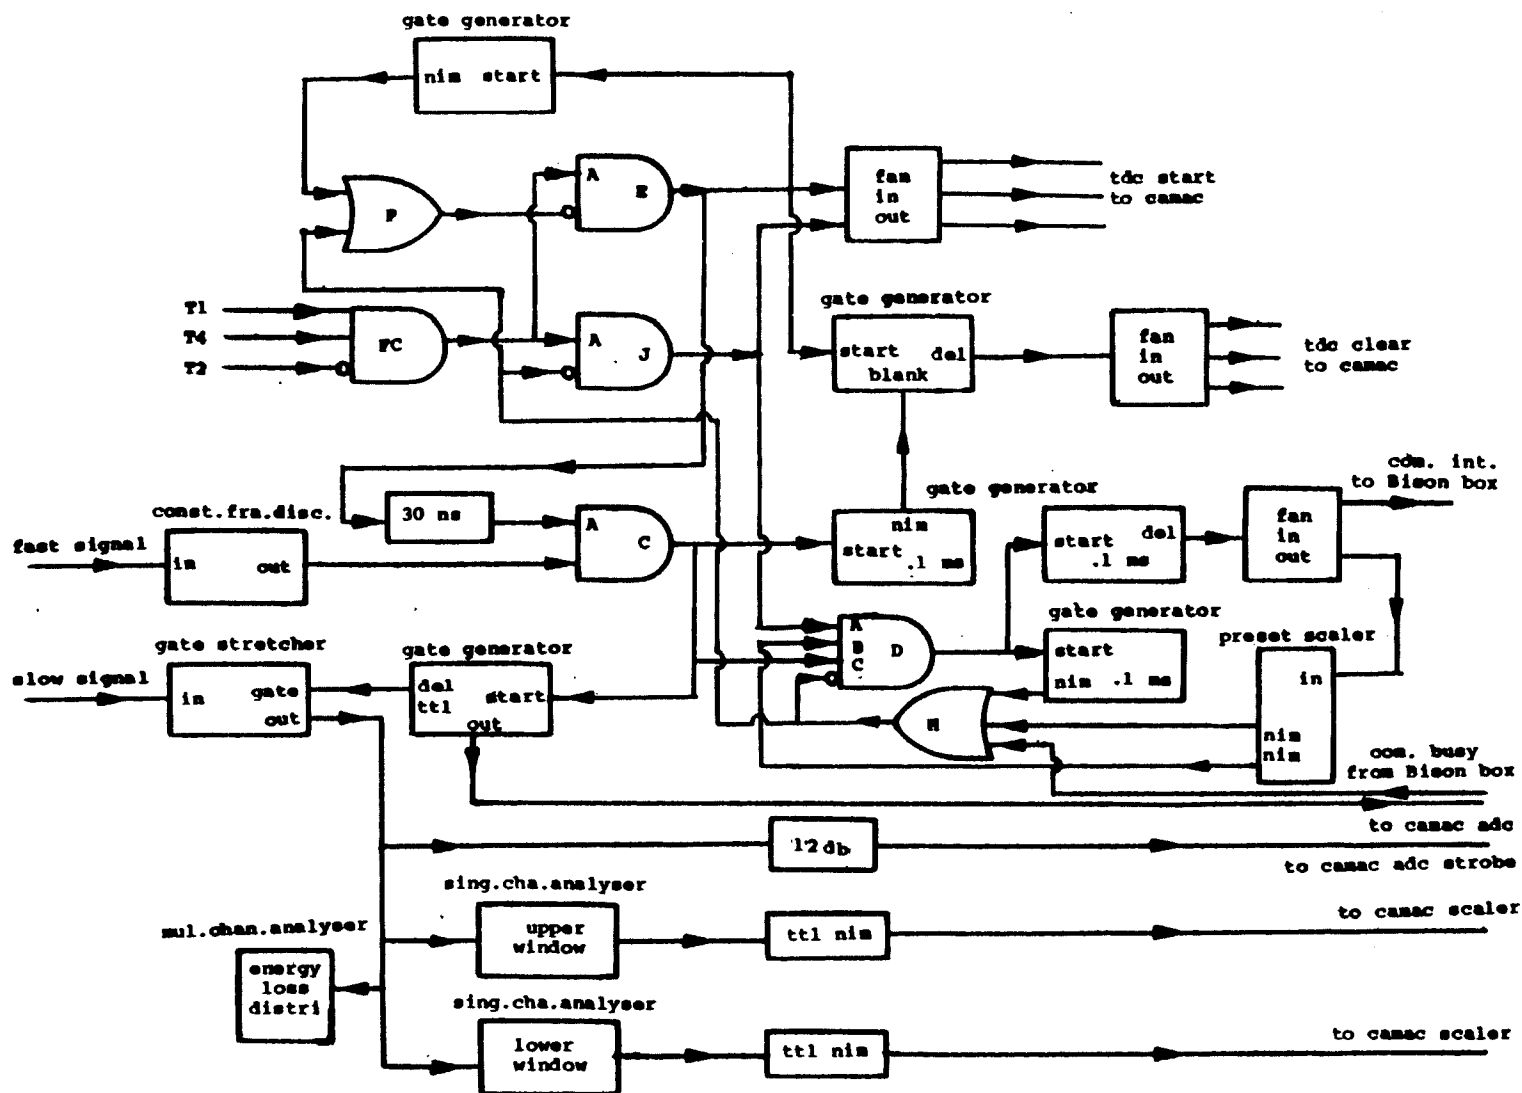 gate generator
nim start
P
A
E
fan
in
out
tdc start
to camac
T1
T4
T2
FC
A
J
gate generator
start del
blank
fan
in
out
tdc clear
to camac
const.fra.disc.
fast signal
in out
30 ns
A
C
gate generator
nim
start
.1 ms
start del
.1 ms
fan
in
out
com. int.
to Bison box
gate stretcher
slow signal
in gate
out
gate generator
del
ttl start
out
A
B
C
D
gate generator
start
nim .1 ms
preset scaler
in
nim
nim
M
com. busy
from Bison box
to camac adc
12db
to camac adc strobe
sing.cha.analyser
upper
window
ttl nim
to camac scaler
mul.chan.analyser
energy
loss
distri
sing.cha.analyser
lower
window
ttl nim
to camac scaler